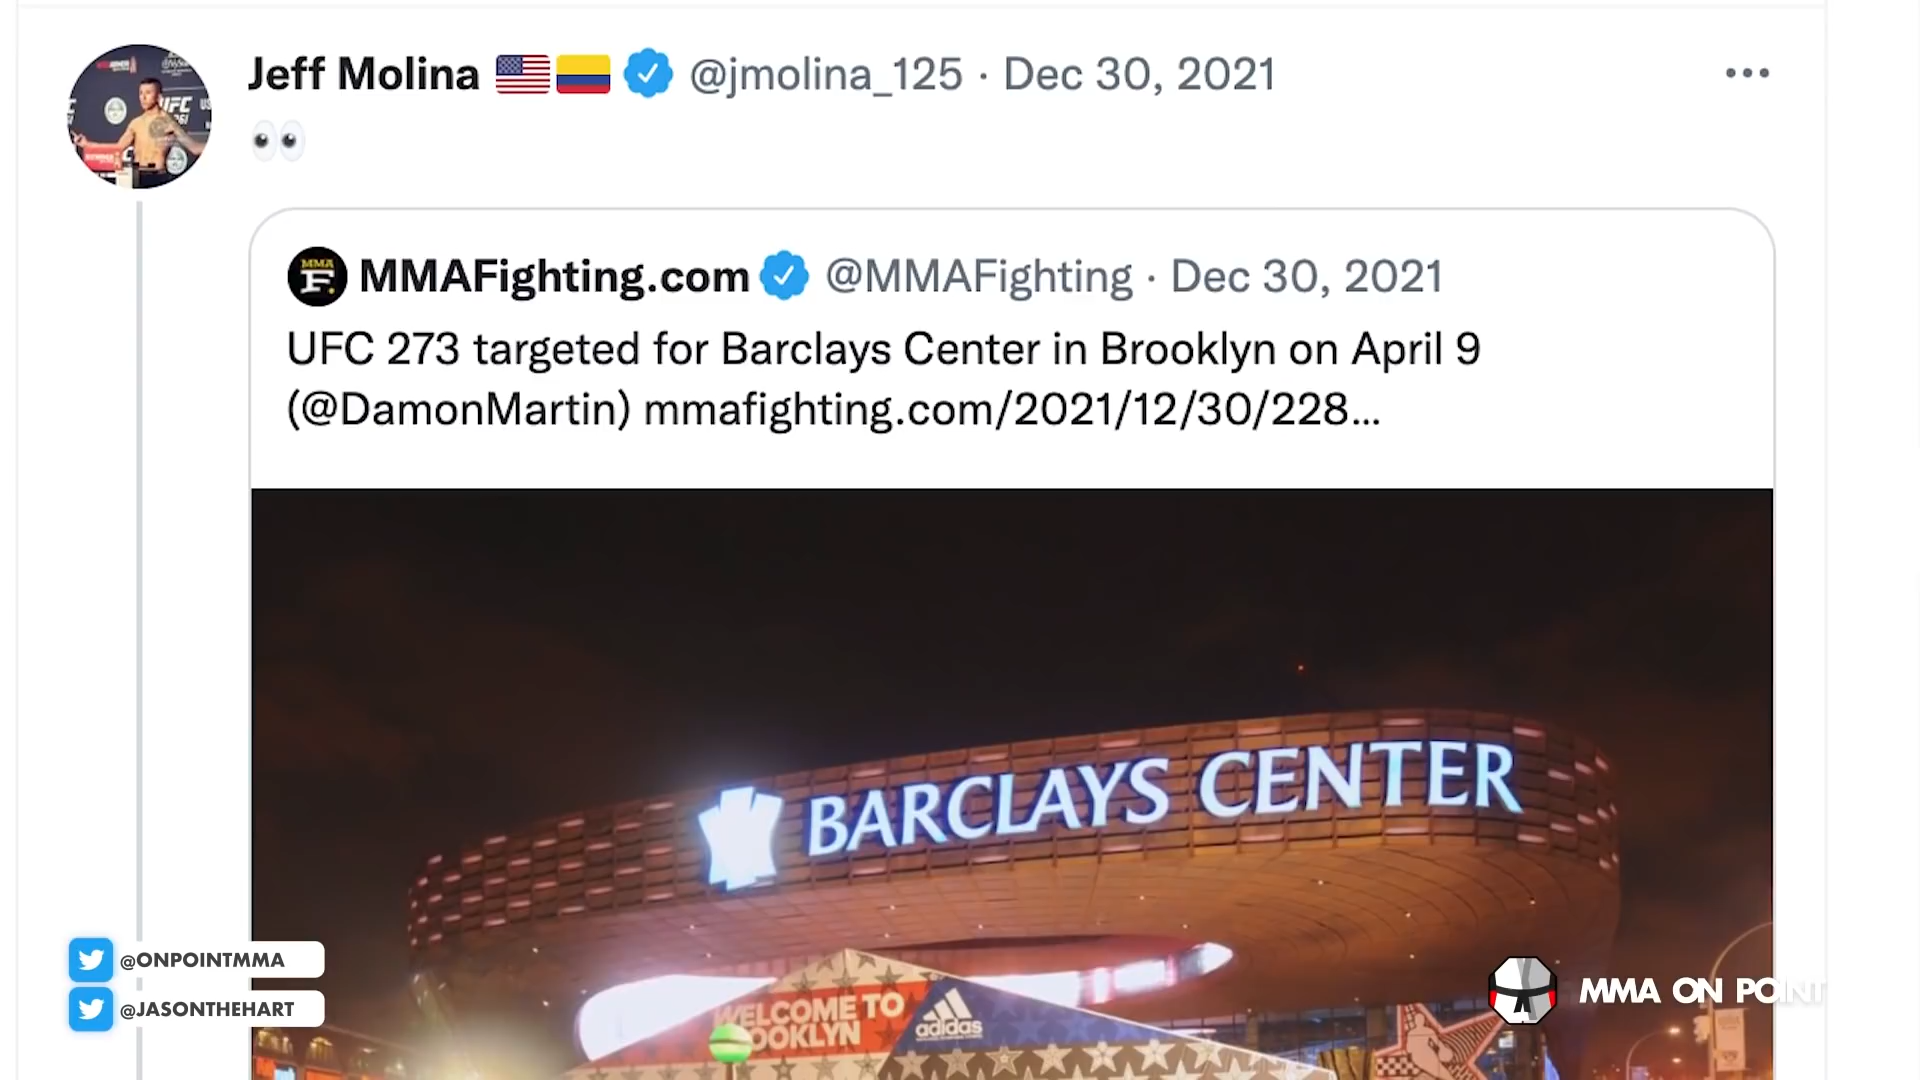 Jeff Molina 🇺🇸🇨🇴 @jmolina_125 · Dec 30, 2021
👀
MMAFighting.com @MMAFighting · Dec 30, 2021
UFC 273 targeted for Barclays Center in Brooklyn on April 9
(@DamonMartin) mmafighting.com/2021/12/30/228...
BARCLAYS CENTER
WELCOME TO
adidas
@ONPOINTMMA
@JASONTHEHART
MMA ON POINT